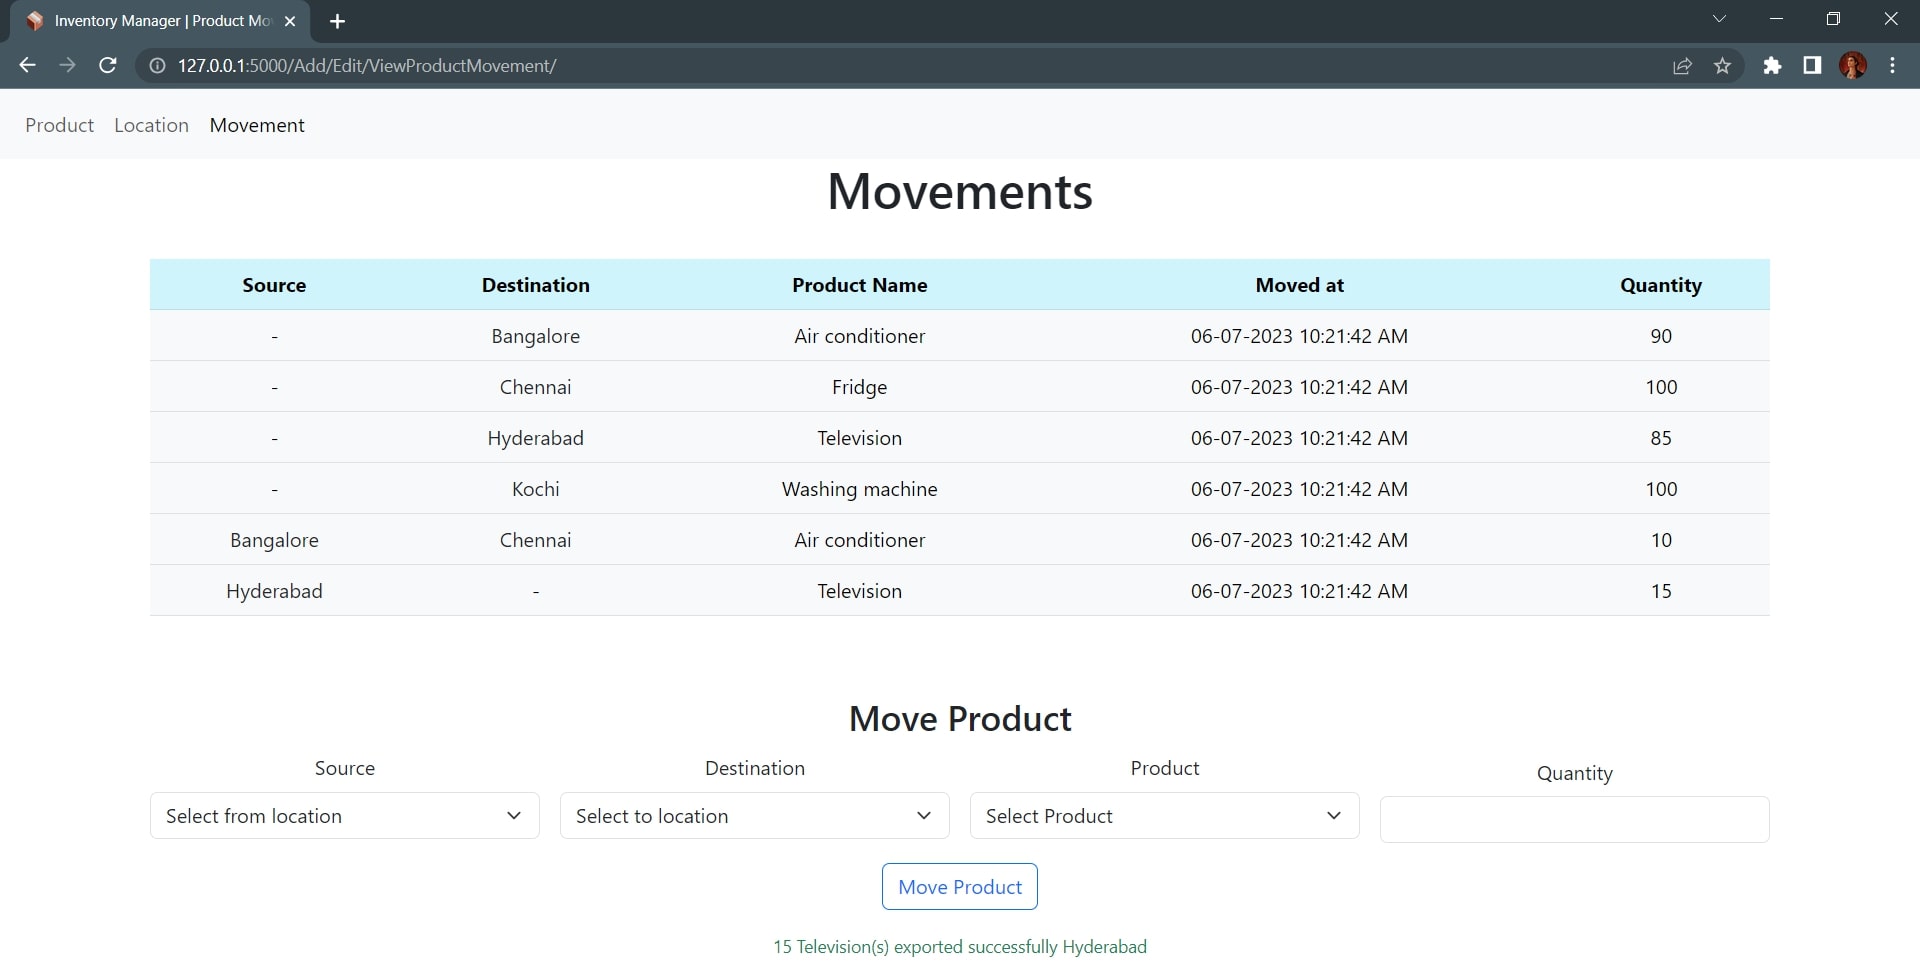 Inventory Manager | Product Mo
127.0.0.1:5000/Add/Edit/ViewProductMovement/
Product Location Movement
Movements
Source Destination Product Name Moved at Quantity
- Bangalore Air conditioner 06-07-2023 10:21:42 AM 90
- Chennai Fridge 06-07-2023 10:21:42 AM 100
- Hyderabad Television 06-07-2023 10:21:42 AM 85
- Kochi Washing machine 06-07-2023 10:21:42 AM 100
Bangalore Chennai Air conditioner 06-07-2023 10:21:42 AM 10
Hyderabad - Television 06-07-2023 10:21:42 AM 15
Move Product
Source Destination Product Quantity
Select from location Select to location Select Product
Move Product
15 Television(s) exported successfully Hyderabad